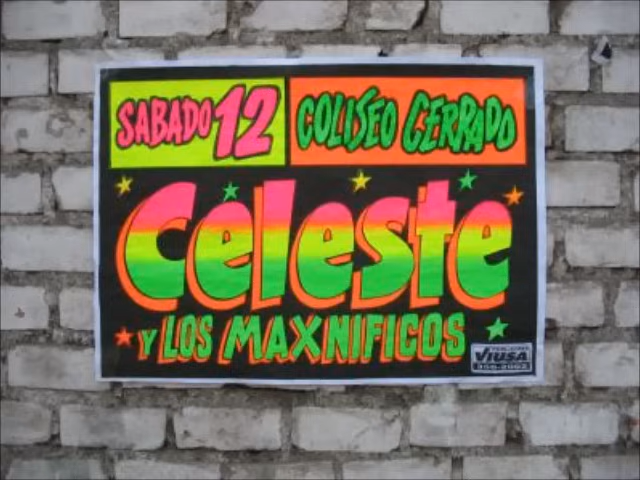 SABADO 12
COLISEO CERRADO
Celeste
Y LOS MAXNIFICOS
VIUSA